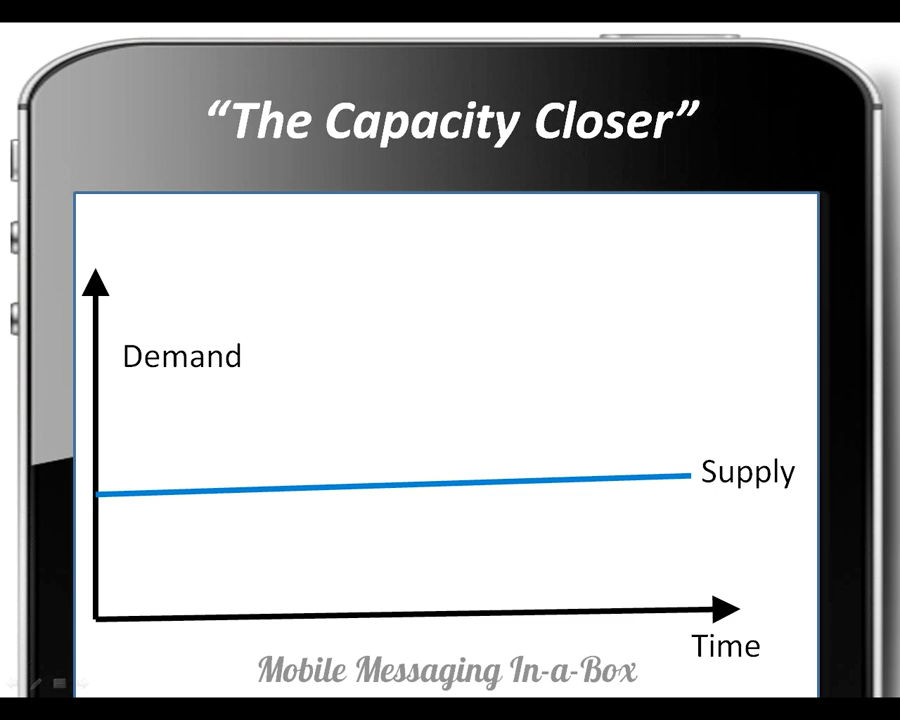 “The Capacity Closer”
Demand
Supply
Time
Mobile Messaging In-a-Box